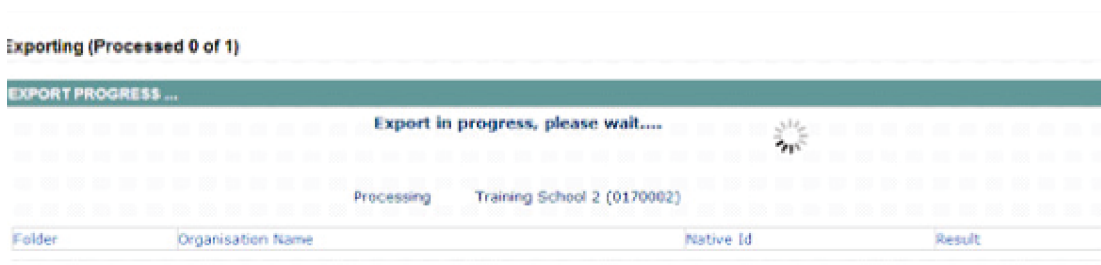 Exporting (Processed 0 of 1)
EXPORT PROGRESS ...
Export in progress, please wait....
Processing Training School 2 (0170002)
Folder Organisation Name Native Id Result